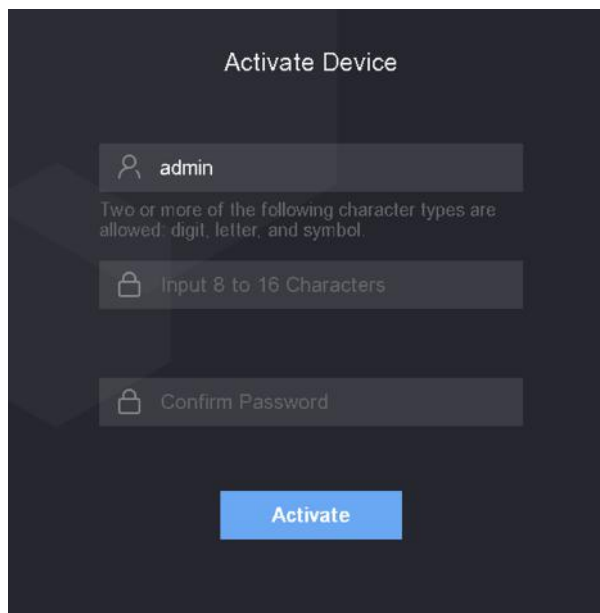 Activate Device
admin
Two or more of the following character types are
allowed: digit, letter, and symbol.
Input 8 to 16 Characters
Confirm Password
Activate